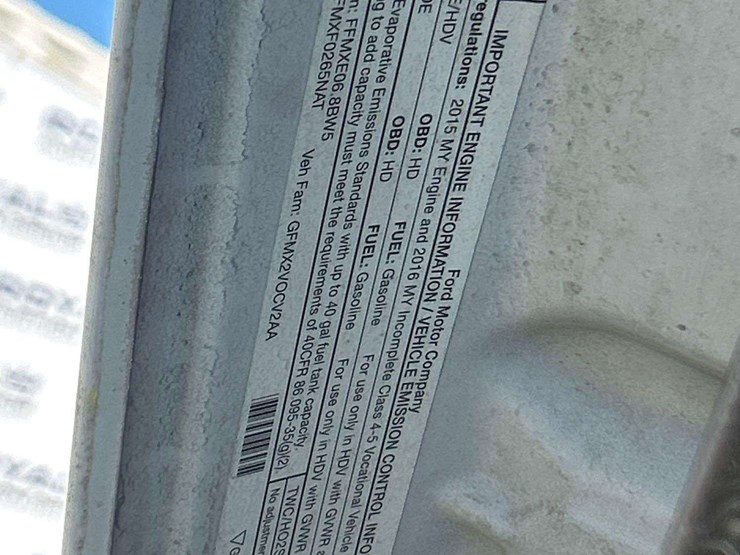 Ford Motor Company
IMPORTANT ENGINE INFORMATION / VEHICLE EMISSION CONTROL INFO
egulations: 2015 MY Engine and 2016 MY Incomplete Class 4-5 Vocational Vehicle
E/HDV OBD: HD FUEL: Gasoline For use only in HDV with GVWR a
DE OBD: HD FUEL: Gasoline For use only in HDV with GVWR
Evaporative Emissions Standards with up to 40 gal fuel tank capacity,
g to add capacity must meet the requirements of 40CFR 86 095-35(g)(2)
n: FFMXE06.8BW5 TWC/HO2S
FMXF0265NAT Veh Fam: GFMX2VOCV2AA No adjustmen